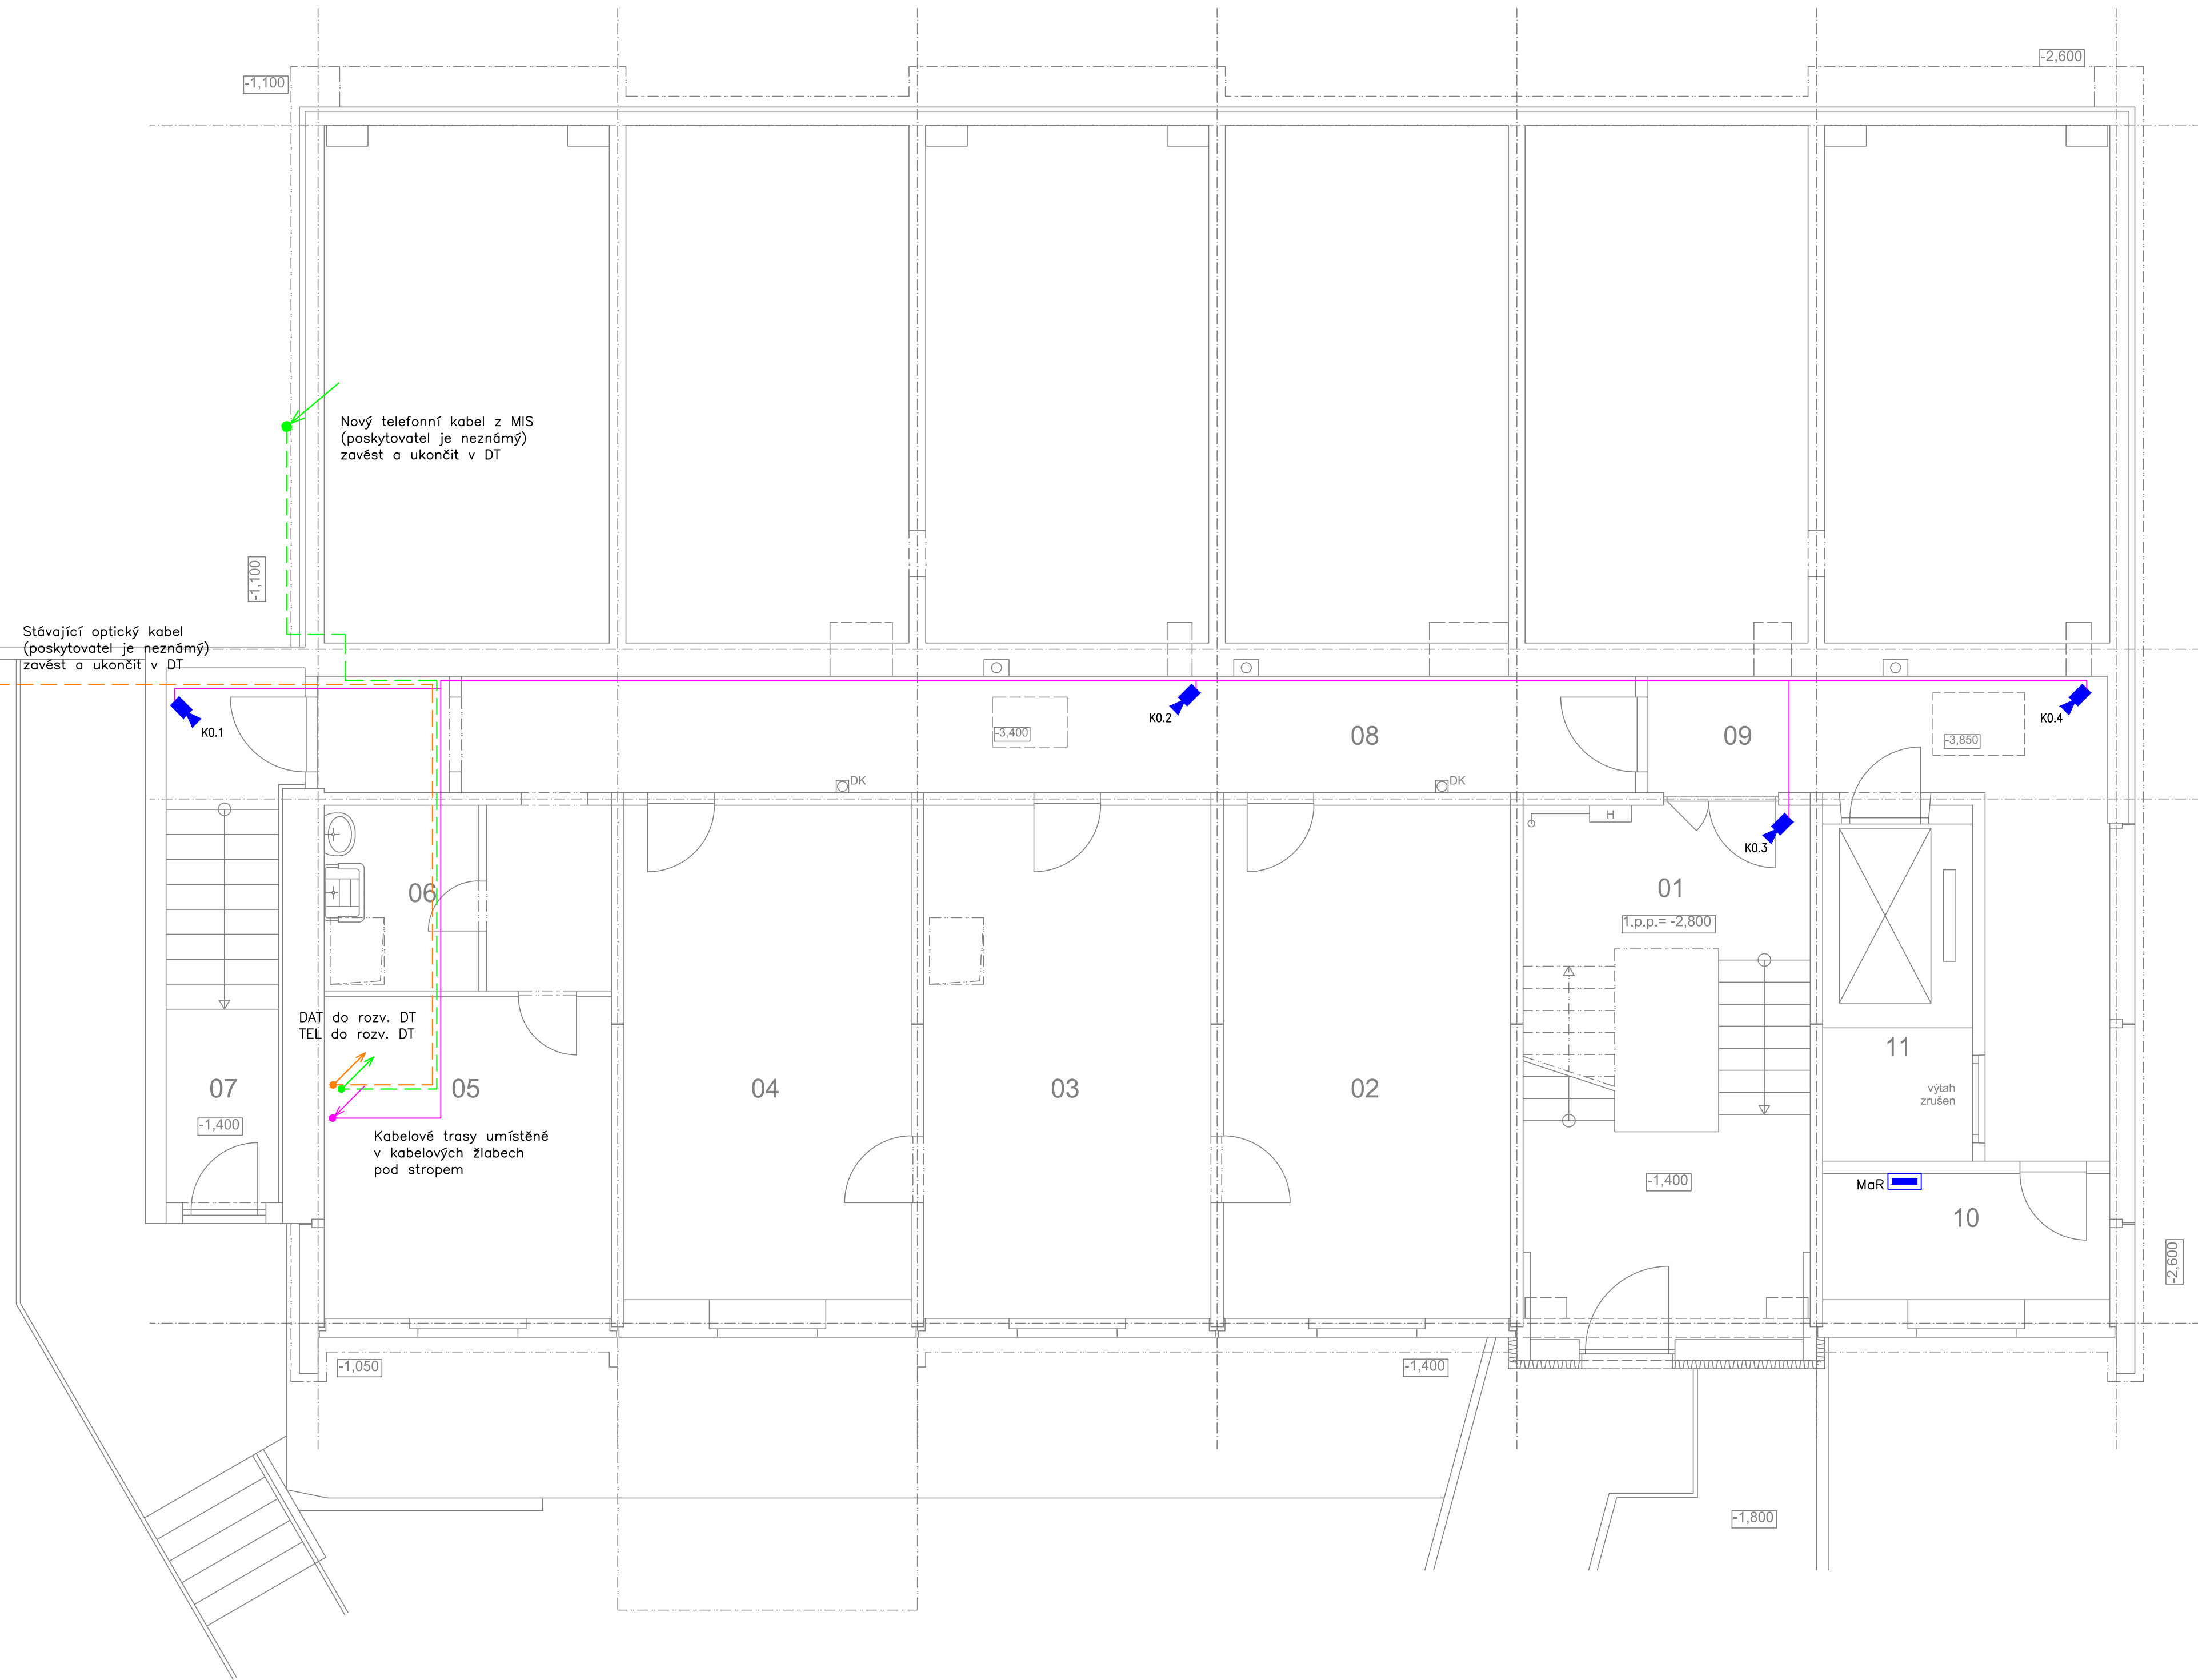 -1,100
-2,600
Nový telefonní kabel z MIS
(poskytovatel je neznámý)
zavést a ukončit v DT
-1,100
Stávající optický kabel
(poskytovatel je neznámý)
zavést a ukončit v DT
K0.1
K0.2
K0.4
-3,400
08
09
-3,850
DK
DK
H
K0.3
06
01
1.p.p.= -2,800
DAT do rozv. DT
TEL do rozv. DT
07
05
04
03
02
11
výtah
zrušen
-1,400
Kabelové trasy umístěné
v kabelových žlabech
pod stropem
-1,400
MaR
10
-2,600
-1,050
-1,400
-1,800